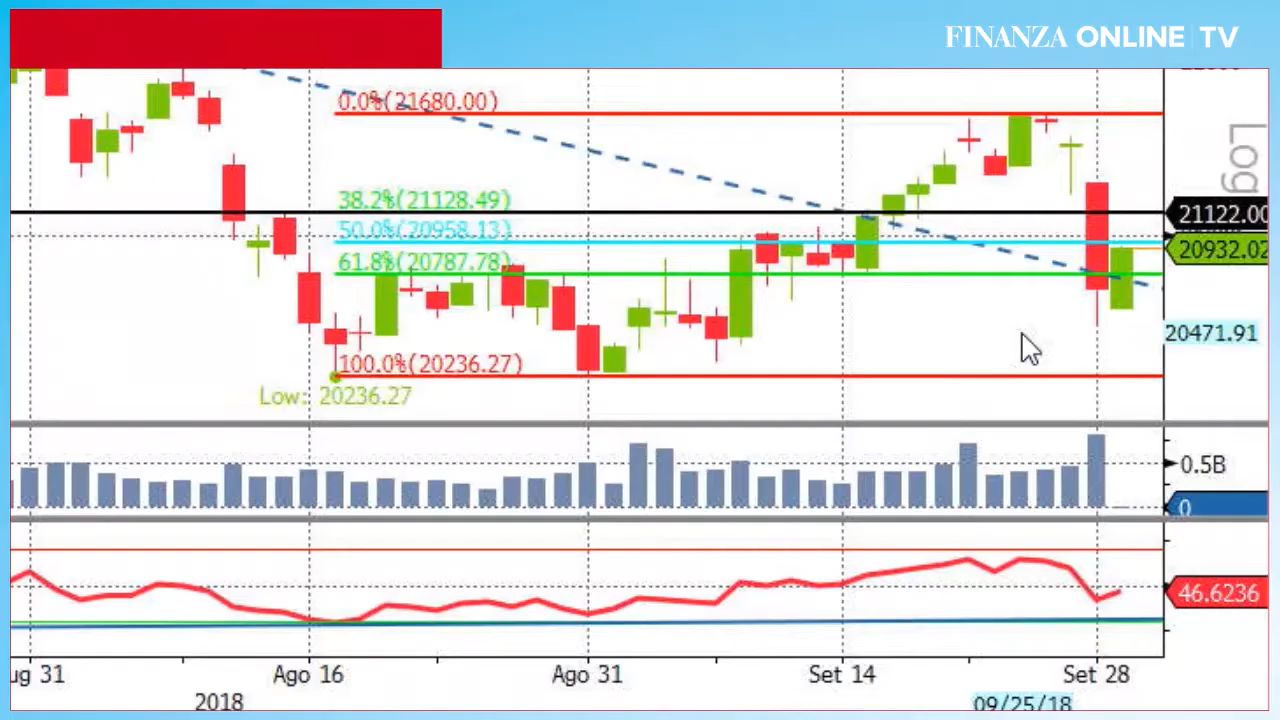 FINANZA ONLINE TV
0.0%(21680.00)
Log
38.2%(21128.49)
21122.00
50.0%(20958.13)
20932.02
61.8%(20787.78)
20471.91
100.0%(20236.27)
Low: 20236.27
0.5B
0
46.6236
ug 31 Ago 16 Ago 31 Set 14 Set 28
2018 09/25/18